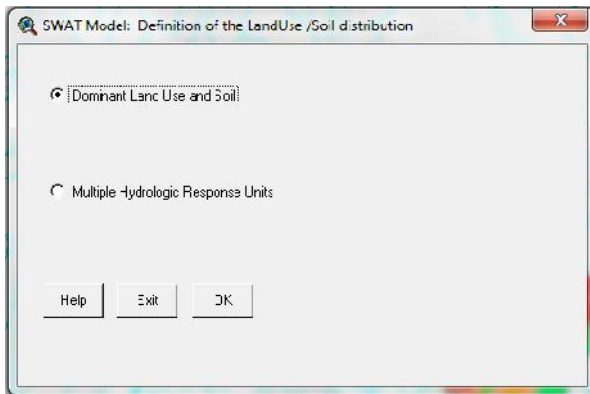 SWAT Model: Definition of the LandUse /Soil distribution
Dominant Land Use and Soil
Multiple Hydrologic Response Units
Help Exit OK